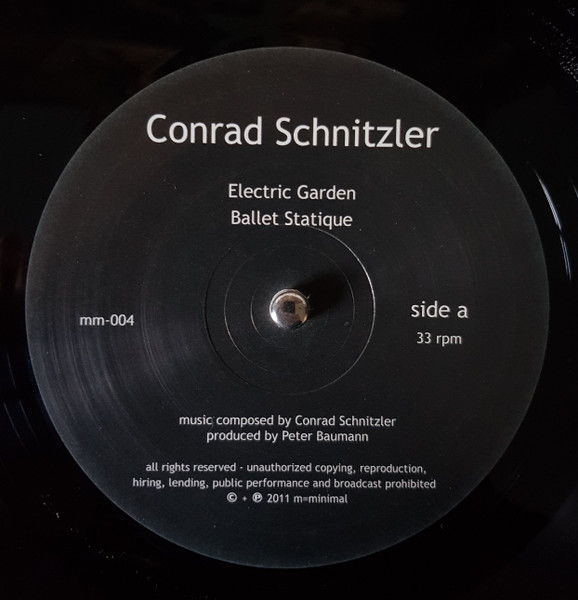 Conrad Schnitzler
Electric Garden
Ballet Statique
mm-004
side a
33 rpm
music composed by Conrad Schnitzler
produced by Peter Baumann
all rights reserved - unauthorized copying, reproduction,
hiring, lending, public performance and broadcast prohibited
© + ℗ 2011 m=minimal